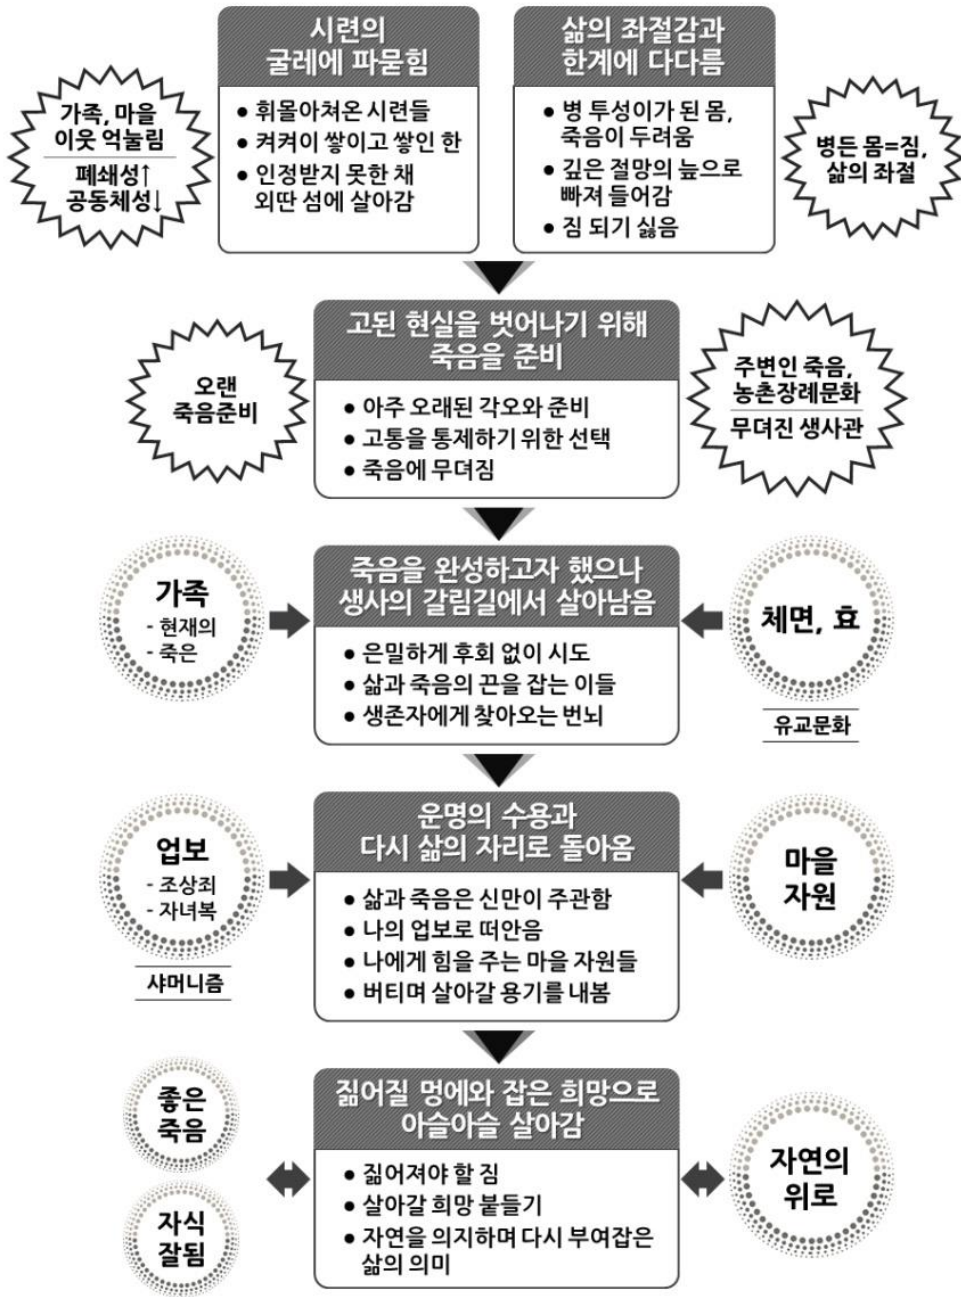 시련의
굴레에 파묻힘
삶의 좌절감과
한계에 다다름
가족, 마을
이웃 억눌림
폐쇄성↑
공동체성↓
● 휘몰아쳐온 시련들
● 켜켜이 쌓이고 쌓인 한
● 인정받지 못한 채
외딴 섬에 살아감
● 병 투성이가 된 몸,
죽음이 두려움
● 깊은 절망의 늪으로
빠져 들어감
● 짐 되기 싫음
병든 몸=짐,
삶의 좌절
고된 현실을 벗어나기 위해
죽음을 준비
오랜
죽음준비
● 아주 오래된 각오와 준비
● 고통을 통제하기 위한 선택
● 죽음에 무뎌짐
주변인 죽음,
농촌장례문화
무뎌진 생사관
죽음을 완성하고자 했으나
생사의 갈림길에서 살아남음
가족
- 현재의
- 죽은
● 은밀하게 후회 없이 시도
● 삶과 죽음의 끈을 잡는 이들
● 생존자에게 찾아오는 번뇌
체면, 효
유교문화
운명의 수용과
다시 삶의 자리로 돌아옴
업보
- 조상죄
- 자녀복
샤머니즘
● 삶과 죽음은 신만이 주관함
● 나의 업보로 떠안음
● 나에게 힘을 주는 마을 자원들
● 버티며 살아갈 용기를 내봄
마을
자원
짊어질 멍에와 잡은 희망으로
아슬아슬 살아감
좋은
죽음
자식
잘됨
● 짊어져야 할 짐
● 살아갈 희망 붙들기
● 자연을 의지하며 다시 부여잡은
삶의 의미
자연의
위로